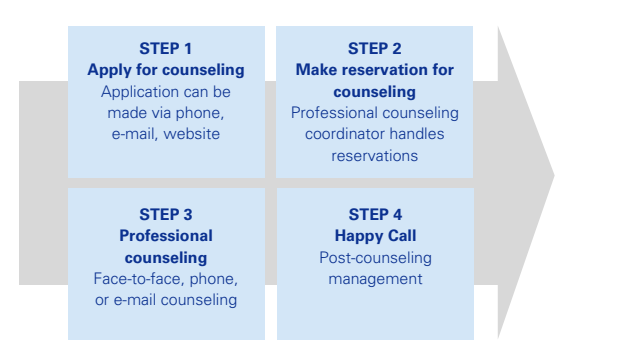 STEP 1
Apply for counseling
Application can be
made via phone,
e-mail, website
STEP 2
Make reservation for
counseling
Professional counseling
coordinator handles
reservations
STEP 3
Professional
counseling
Face-to-face, phone,
or e-mail counseling
STEP 4
Happy Call
Post-counseling
management